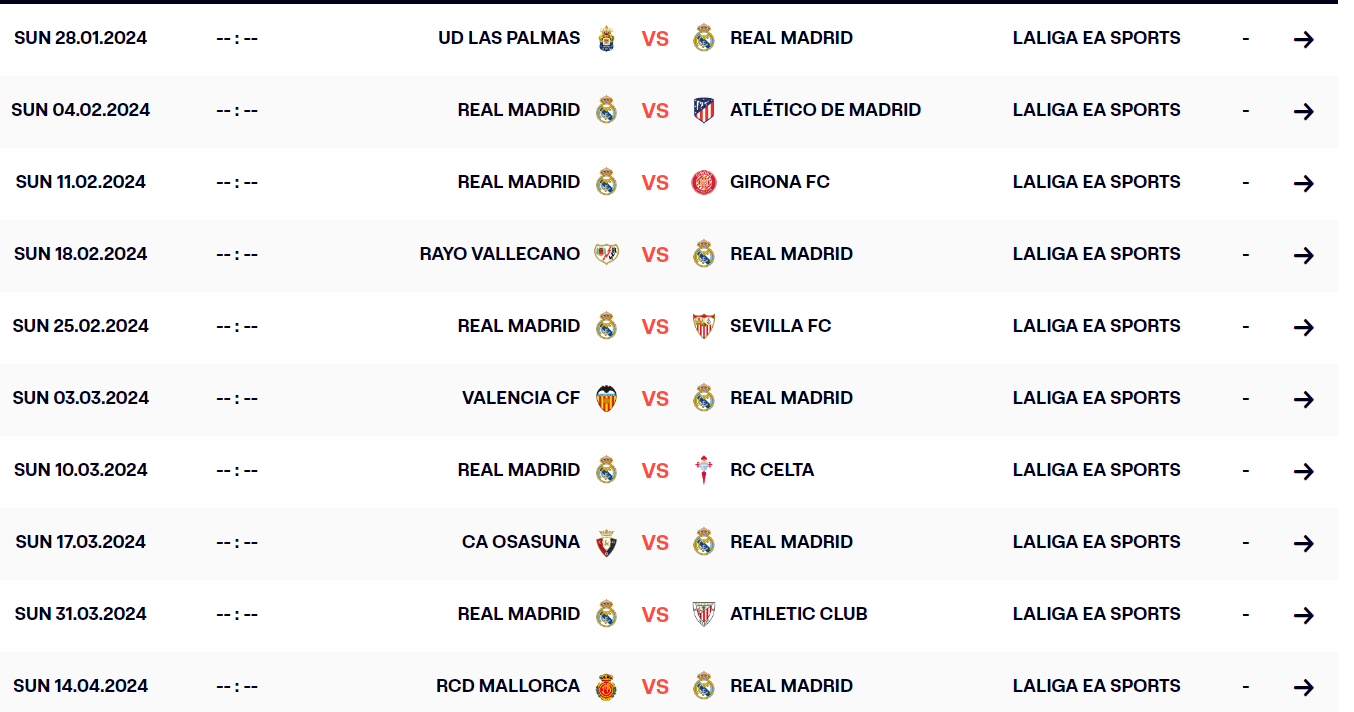 SUN 28.01.2024 --:-- UD LAS PALMAS VS REAL MADRID LALIGA EA SPORTS -
SUN 04.02.2024 --:-- REAL MADRID VS ATLÉTICO DE MADRID LALIGA EA SPORTS -
SUN 11.02.2024 --:-- REAL MADRID VS GIRONA FC LALIGA EA SPORTS -
SUN 18.02.2024 --:-- RAYO VALLECANO VS REAL MADRID LALIGA EA SPORTS -
SUN 25.02.2024 --:-- REAL MADRID VS SEVILLA FC LALIGA EA SPORTS -
SUN 03.03.2024 --:-- VALENCIA CF VS REAL MADRID LALIGA EA SPORTS -
SUN 10.03.2024 --:-- REAL MADRID VS RC CELTA LALIGA EA SPORTS -
SUN 17.03.2024 --:-- CA OSASUNA VS REAL MADRID LALIGA EA SPORTS -
SUN 31.03.2024 --:-- REAL MADRID VS ATHLETIC CLUB LALIGA EA SPORTS -
SUN 14.04.2024 --:-- RCD MALLORCA VS REAL MADRID LALIGA EA SPORTS -